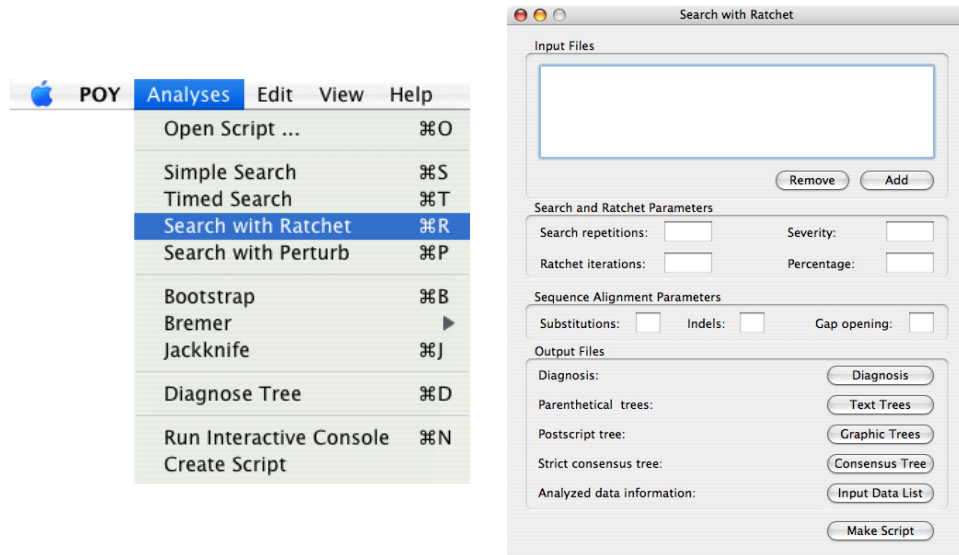 POY Analyses Edit View Help
Open Script ... ⌘O
Simple Search ⌘S
Timed Search ⌘T
Search with Ratchet ⌘R
Search with Perturb ⌘P
Bootstrap ⌘B
Bremer
Jackknife ⌘J
Diagnose Tree ⌘D
Run Interactive Console ⌘N
Create Script
Search with Ratchet
Input Files
Remove Add
Search and Ratchet Parameters
Search repetitions: Severity:
Ratchet iterations: Percentage:
Sequence Alignment Parameters
Substitutions: Indels: Gap opening:
Output Files
Diagnosis: Diagnosis
Parenthetical trees: Text Trees
Postscript tree: Graphic Trees
Strict consensus tree: Consensus Tree
Analyzed data information: Input Data List
Make Script